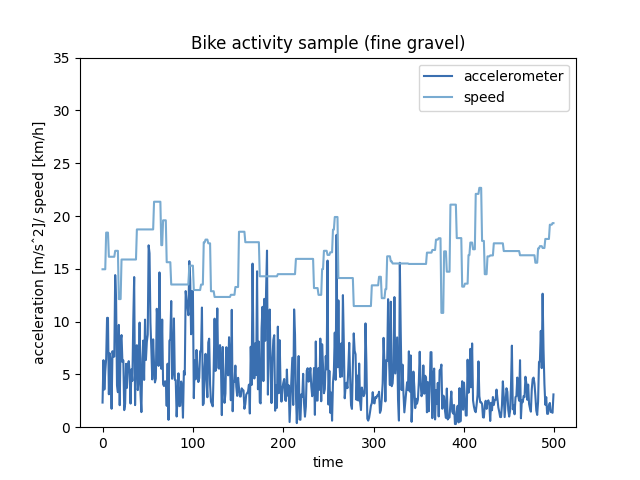 Bike activity sample (fine gravel)
accelerometer
speed
acceleration [m/s^2]/ speed [km/h]
35
30
25
20
15
10
5
0
0 100 200 300 400 500
time